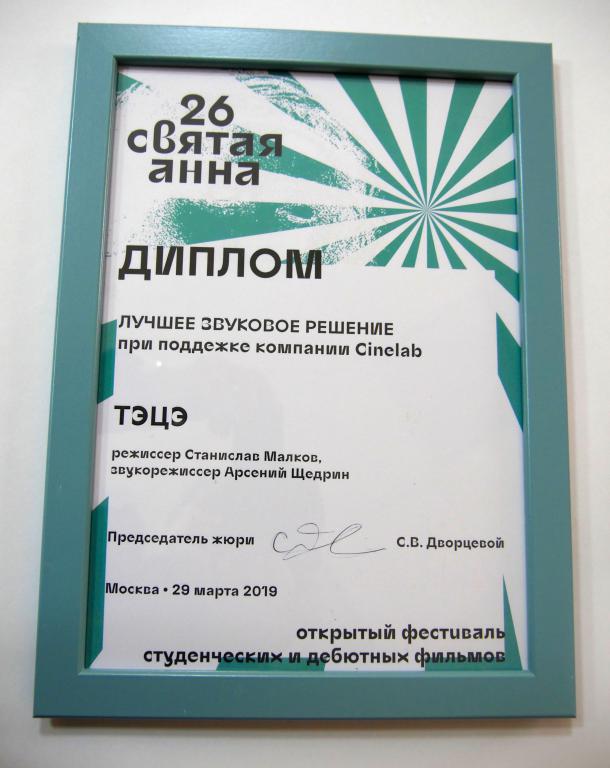 26
святая
анна
ДИПЛОМ
ЛУЧШЕЕ ЗВУКОВОЕ РЕШЕНИЕ
при поддежке компании Cinelab
ТЭЦЭ
режиссер Станислав Малков,
звукорежиссер Арсений Щедрин
Председатель жюри С.В. Дворцевой
Москва • 29 марта 2019
открытый фестиваль
студенческих и дебютных фильмов